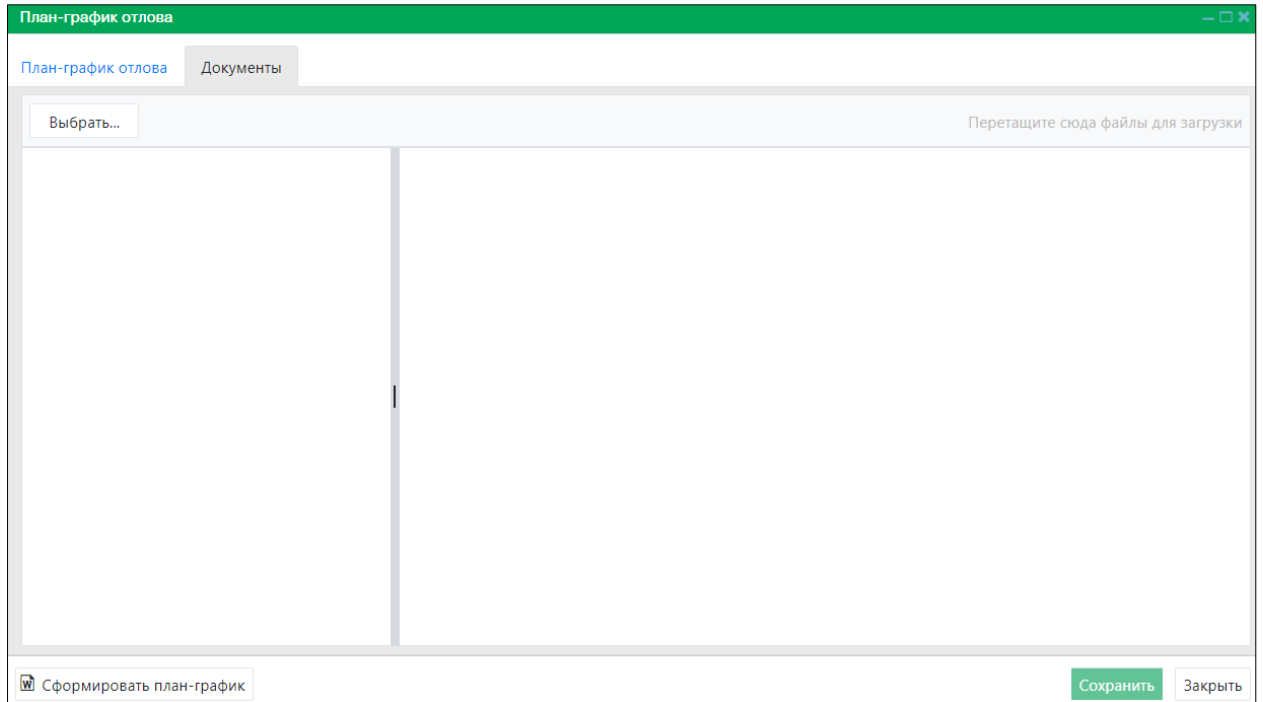 План-график отлова
План-график отлова Документы
Выбрать... Перетащите сюда файлы для загрузки
Сформировать план-график Сохранить Закрыть